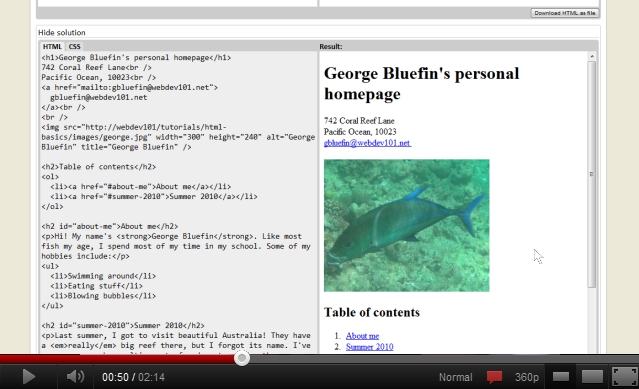 Download HTML as file
Hide solution
HTML CSS
Result:
<h1>George Bluefin's personal homepage</h1>
742 Coral Reef Lane<br />
Pacific Ocean, 10023<br />
<a href="mailto:gbluefin@webdev101.net">
gbluefin@webdev101.net
</a><br />
<br />
<img src="http://webdev101/tutorials/html-
basics/images/george.jpg" width="300" height="240" alt="George
Bluefin" title="George Bluefin" />
<h2>Table of contents</h2>
<ol>
<li><a href="#about-me">About me</a></li>
<li><a href="#summer-2010">Summer 2010</a></li>
</ol>
<h2 id="about-me">About me</h2>
<p>Hi! My name's <strong>George Bluefin</strong>. Like most
fish my age, I spend most of my time in my school. Some of my
hobbies include:</p>
<ul>
<li>Swimming around</li>
<li>Eating stuff</li>
<li>Blowing bubbles</li>
</ul>
<h2 id="summer-2010">Summer 2010</h2>
<p>Last summer, I got to visit beautiful Australia! They have
a <em>really</em> big reef there, but I forgot its name. I've
George Bluefin's personal
homepage
742 Coral Reef Lane
Pacific Ocean, 10023
gbluefin@webdev101.net
Table of contents
1. About me
2. Summer 2010
00:50 / 02:14
Normal
360p